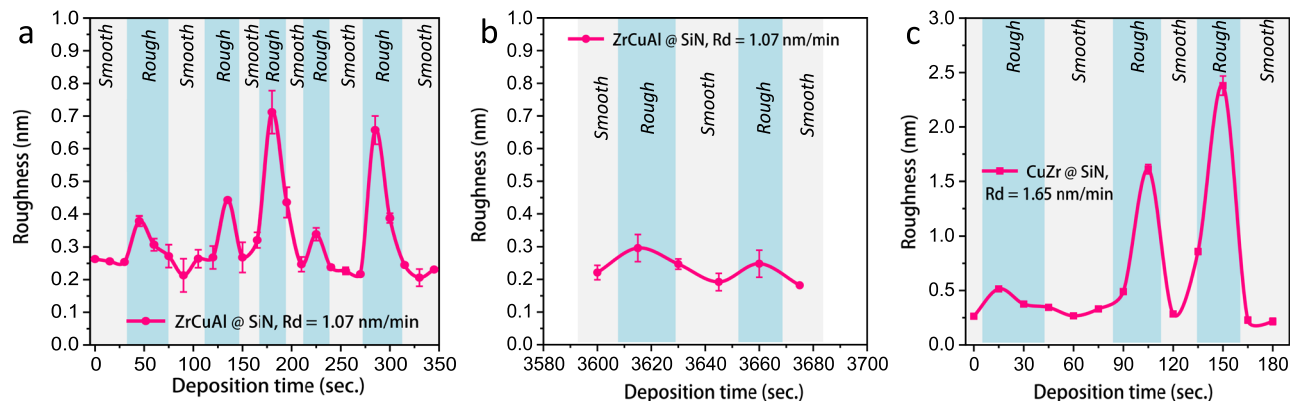 a
Roughness (nm)
1.0
0.9
0.8
0.7
0.6
0.5
0.4
0.3
0.2
0.1
0.0
Smooth
Rough
Smooth
Rough
Smooth
Rough
Smooth
Rough
Smooth
Rough
Smooth
ZrCuAl @ SiN, Rd = 1.07 nm/min
0 50 100 150 200 250 300 350
Deposition time (sec.)
b
Roughness (nm)
1.0
0.9
0.8
0.7
0.6
0.5
0.4
0.3
0.2
0.1
0.0
ZrCuAl @ SiN, Rd = 1.07 nm/min
Smooth
Rough
Smooth
Rough
Smooth
3580 3600 3620 3640 3660 3680 3700
Deposition time (sec.)
c
Roughness (nm)
3.0
2.5
2.0
1.5
1.0
0.5
0.0
Rough
Smooth
Rough
Smooth
Rough
Smooth
CuZr @ SiN,
Rd = 1.65 nm/min
0 30 60 90 120 150 180
Deposition time (sec.)